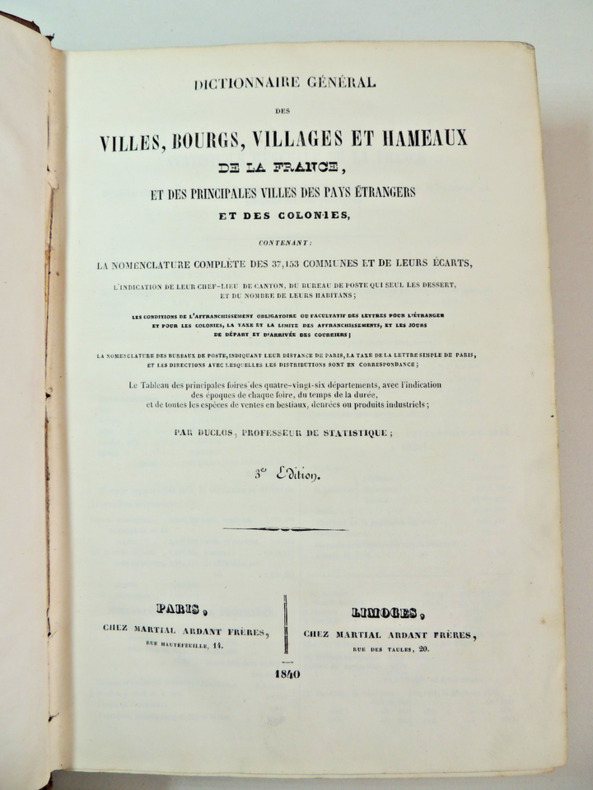 DICTIONNAIRE GÉNÉRAL
DES
VILLES, BOURGS, VILLAGES ET HAMEAUX
DE LA FRANCE,
ET DES PRINCIPALES VILLES DES PAYS ÉTRANGERS
ET DES COLONIES,
CONTENANT:
LA NOMENCLATURE COMPLÈTE DES 37,153 COMMUNES ET DE LEURS ÉCARTS,
L'INDICATION DE LEUR CHEF-LIEU DE CANTON, DU BUREAU DE POSTE QUI SEUL LES DESSERT,
ET DU NOMBRE DE LEURS HABITANS;
LES CONDITIONS DE L'AFFRANCHISSEMENT OBLIGATOIRE OU FACULTATIF DES LETTRES POUR L'ÉTRANGER
ET POUR LES COLONIES, LA TAXE ET LA LIMITE DES AFFRANCHISSEMENTS, ET LES JOURS
DE DÉPART ET D'ARRIVÉE DES COURRIERS;
LA NOMENCLATURE DES BUREAUX DE POSTE, INDIQUANT LEUR DISTANCE DE PARIS, LA TAXE DE LA LETTRE SIMPLE DE PARIS,
ET LES DIRECTIONS AVEC LESQUELLES LES DISTRIBUTIONS SONT EN CORRESPONDANCE;
Le Tableau des principales foires des quatre-vingt-six départements, avec l'indication
des époques de chaque foire, du temps de la durée,
et de toutes les espèces de ventes en bestiaux, denrées ou produits industriels;
PAR DUCLOS, PROFESSEUR DE STATISTIQUE;
3e Edition.
PARIS,
CHEZ MARTIAL ARDANT FRÈRES,
RUE HAUTEFEUILLE, 14.
LIMOGES,
CHEZ MARTIAL ARDANT FRÈRES,
RUE DES TAULES, 20.
1840